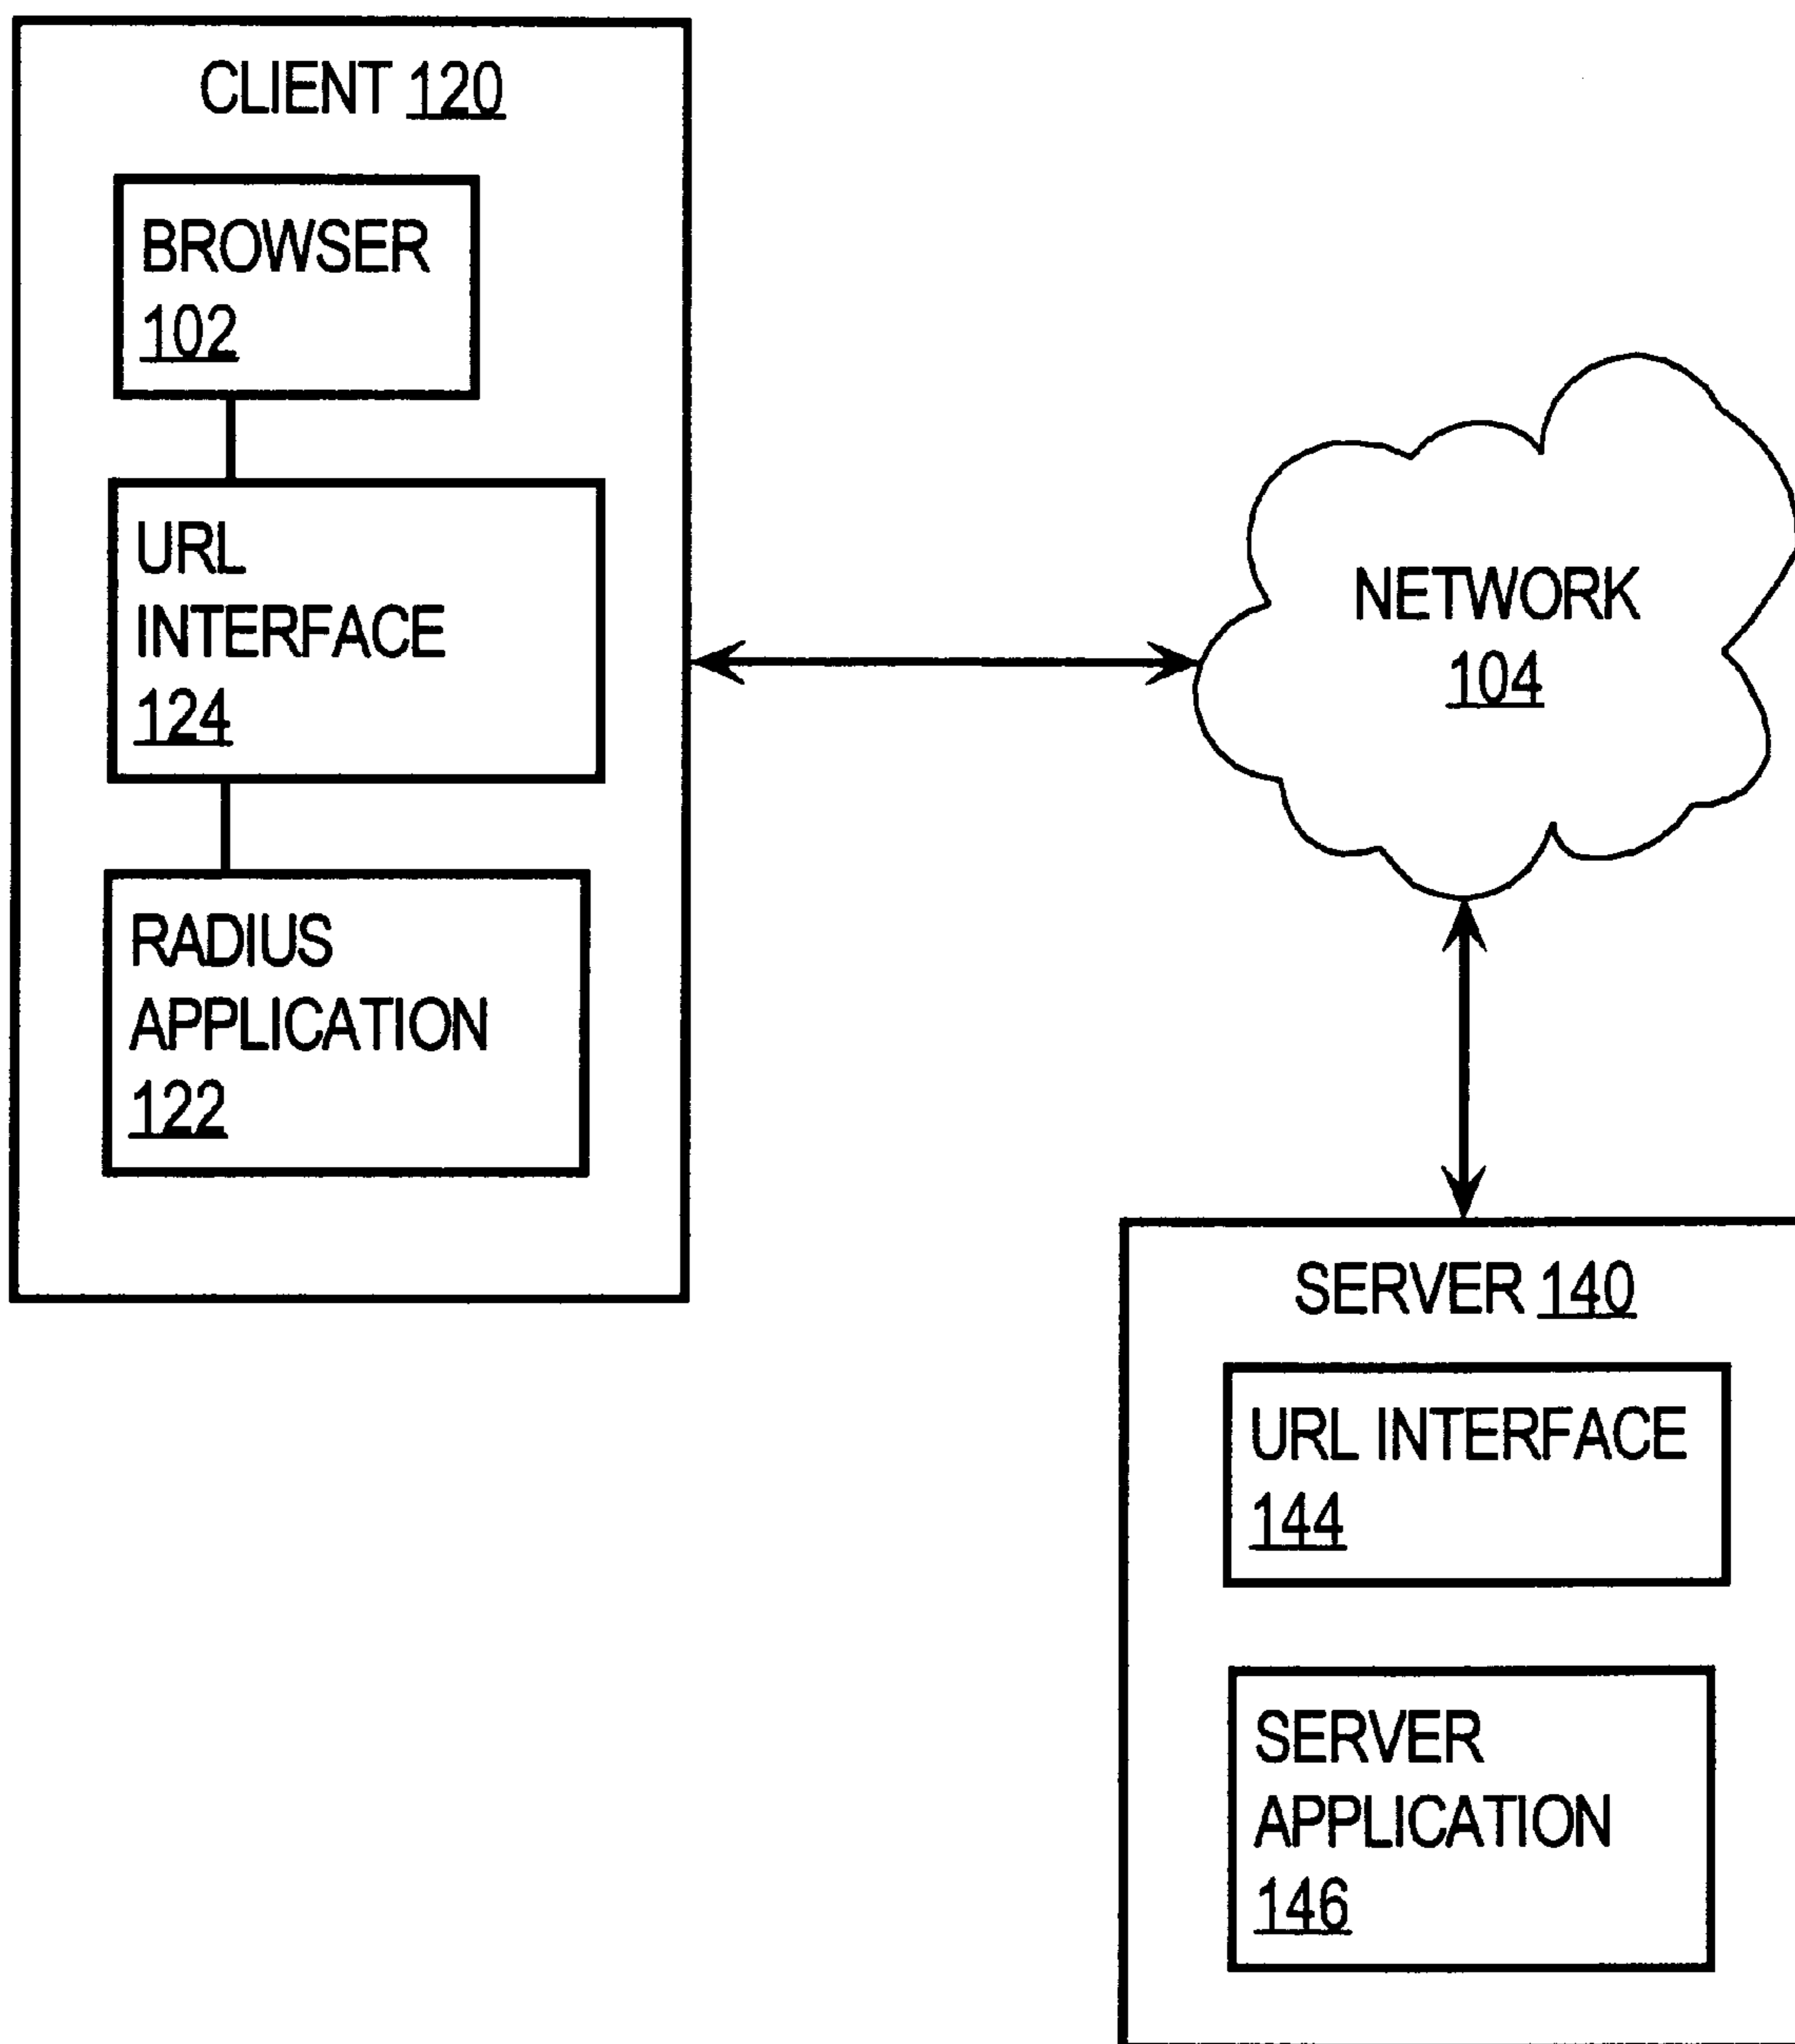 CLIENT 120
BROWSER
102
URL
INTERFACE
124
RADIUS
APPLICATION
122
NETWORK
104
SERVER 140
URL INTERFACE
144
SERVER
APPLICATION
146